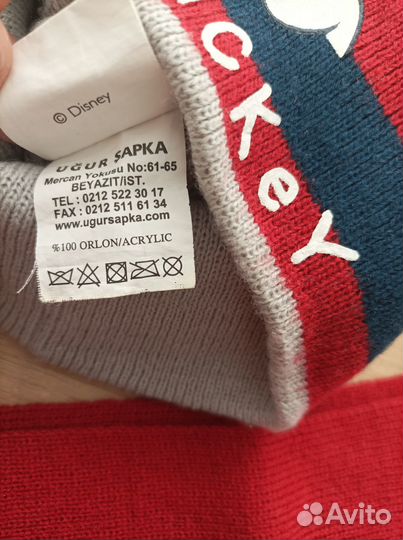 © Disney
UĞUR ŞAPKA
Mercan Yokuşu No:61-65
BEYAZIT/İST.
TEL : 0212 522 30 17
FAX : 0212 511 61 34
www.ugursapka.com
%100 ORLON/ACRYLIC
ickey
Avito